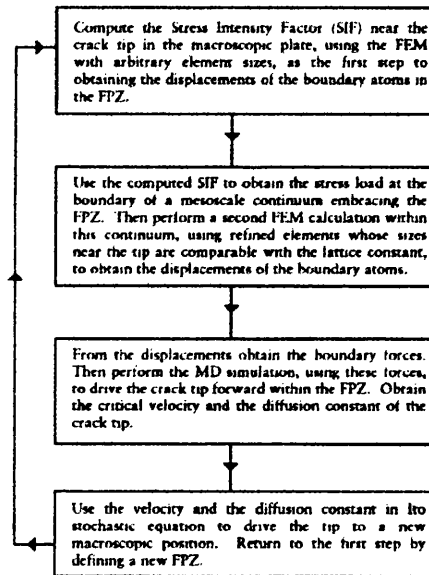 Compute the Stress Intensity Factor (SIF) near the
crack tip in the macroscopic plate, using the FEM
with arbitrary element sizes, as the first step to
obtaining the displacements of the boundary atoms in
the FPZ.
Use the computed SIF to obtain the stress load at the
boundary of a mesoscale continuum embracing the
FPZ. Then perform a second FEM calculation within
this continuum, using refined elements whose sizes
near the tip are comparable with the lattice constant,
to obtain the displacements of the boundary atoms.
From the displacements obtain the boundary forces.
Then perform the MD simulation, using these forces,
to drive the crack tip forward within the FPZ. Obtain
the critical velocity and the diffusion constant of the
crack tip.
Use the velocity and the diffusion constant in Ito
stochastic equation to drive the tip to a new
macroscopic position. Return to the first step by
defining a new FPZ.